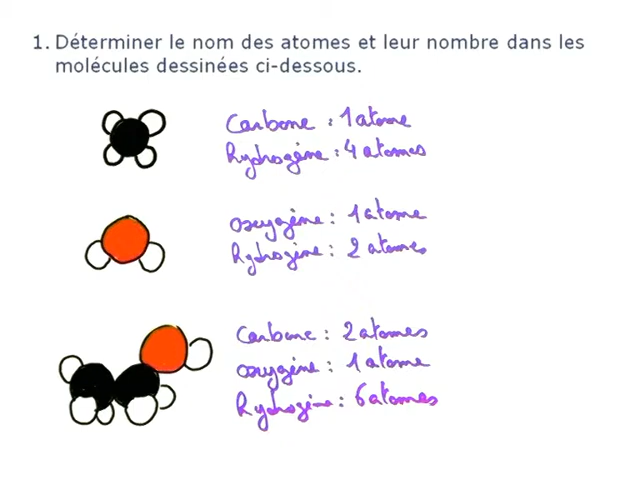 1. Déterminer le nom des atomes et leur nombre dans les
molécules dessinées ci-dessous.
Carbone : 1 atome
Hydrogène : 4 atomes
oxygène : 1 atome
Hydrogène : 2 atomes
Carbone : 2 atomes
oxygène : 1 atome
Hydrogène : 6 atomes